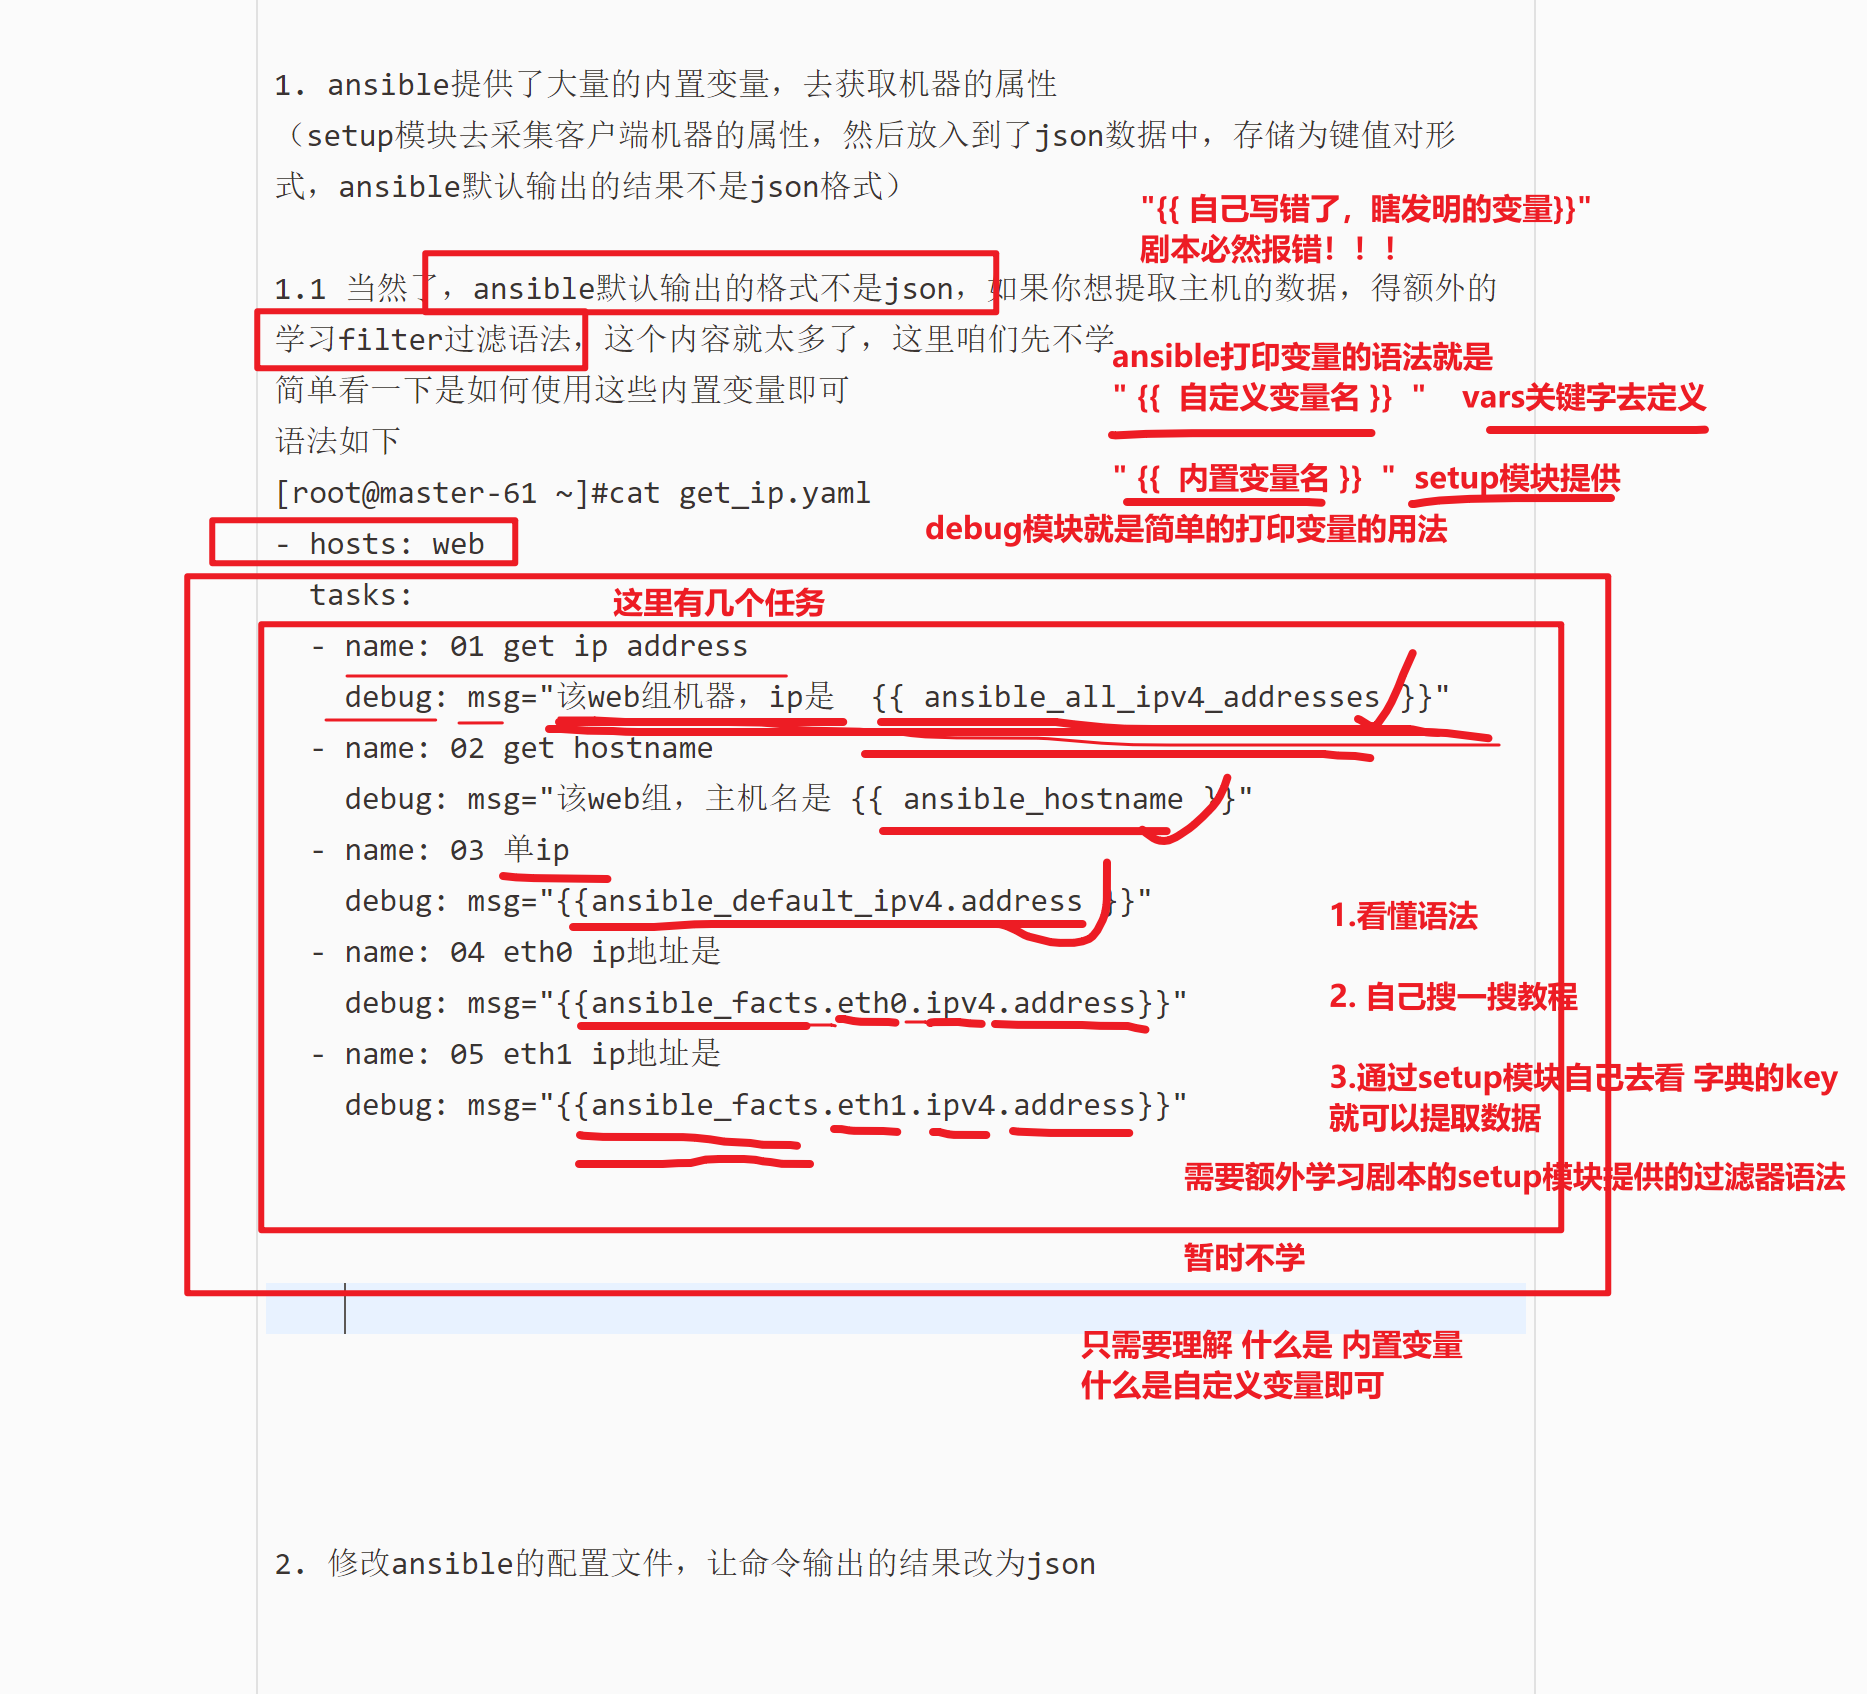 1. ansible提供了大量的内置变量，去获取机器的属性
（setup模块去采集客户端机器的属性，然后放入到了json数据中，存储为键值对形
式，ansible默认输出的结果不是json格式）
"{{ 自己写错了，瞎发明的变量}}"
剧本必然报错！！！
1.1 当然了，ansible默认输出的格式不是json，如果你想提取主机的数据，得额外的
学习filter过滤语法，这个内容就太多了，这里咱们先不学
ansible打印变量的语法就是
简单看一下是如何使用这些内置变量即可
" {{ 自定义变量名 }} " vars关键字去定义
语法如下
" {{ 内置变量名 }} " setup模块提供
[root@master-61 ~]#cat get_ip.yaml
debug模块就是简单的打印变量的用法
- hosts: web
tasks:
这里有几个任务
- name: 01 get ip address
debug: msg="该web组机器，ip是 {{ ansible_all_ipv4_addresses }}"
- name: 02 get hostname
debug: msg="该web组，主机名是 {{ ansible_hostname }}"
- name: 03 单ip
debug: msg="{{ansible_default_ipv4.address }}"
1.看懂语法
- name: 04 eth0 ip地址是
debug: msg="{{ansible_facts.eth0.ipv4.address}}"
2. 自己搜一搜教程
- name: 05 eth1 ip地址是
3.通过setup模块自己去看 字典的key
debug: msg="{{ansible_facts.eth1.ipv4.address}}"
就可以提取数据
需要额外学习剧本的setup模块提供的过滤器语法
暂时不学
只需要理解 什么是 内置变量
什么是自定义变量即可
2. 修改ansible的配置文件，让命令输出的结果改为json